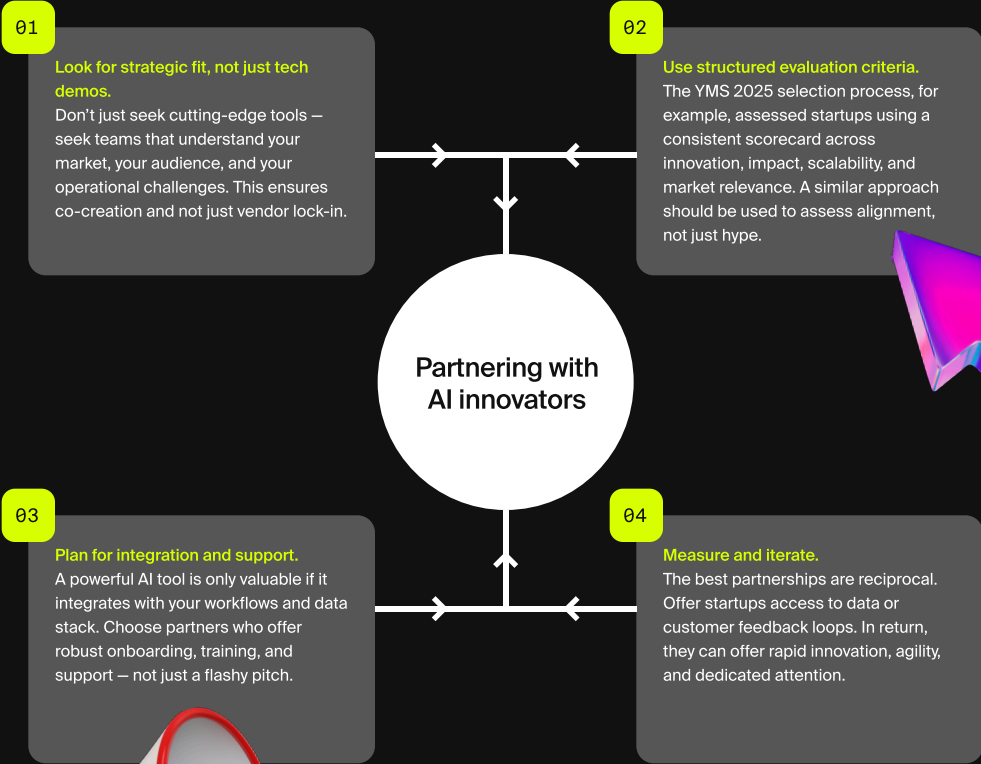 01
Look for strategic fit, not just tech
demos.
Don’t just seek cutting-edge tools —
seek teams that understand your
market, your audience, and your
operational challenges. This ensures
co-creation and not just vendor lock-in.
02
Use structured evaluation criteria.
The YMS 2025 selection process, for
example, assessed startups using a
consistent scorecard across
innovation, impact, scalability, and
market relevance. A similar approach
should be used to assess alignment,
not just hype.
Partnering with
AI innovators
03
Plan for integration and support.
A powerful AI tool is only valuable if it
integrates with your workflows and data
stack. Choose partners who offer
robust onboarding, training, and
support — not just a flashy pitch.
04
Measure and iterate.
The best partnerships are reciprocal.
Offer startups access to data or
customer feedback loops. In return,
they can offer rapid innovation, agility,
and dedicated attention.